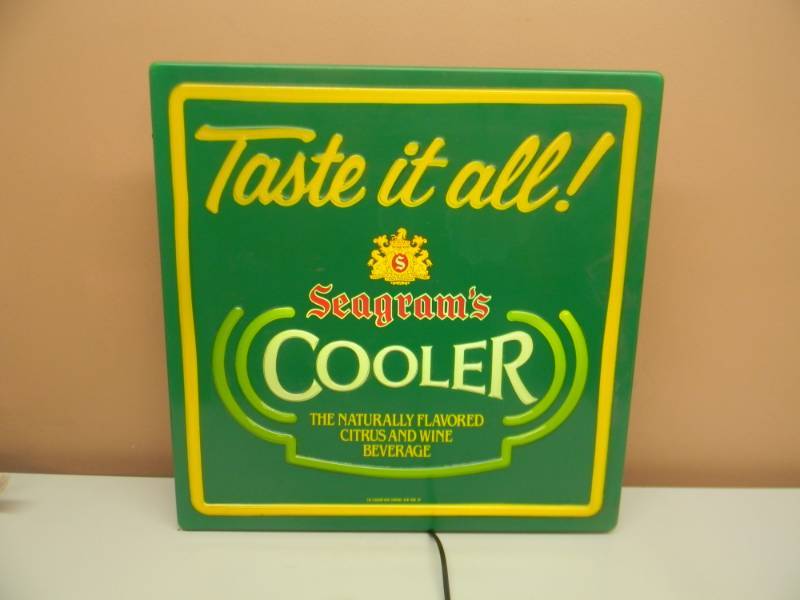 Taste it all!
S
Seagram's
COOLER
THE NATURALLY FLAVORED
CITRUS AND WINE
BEVERAGE